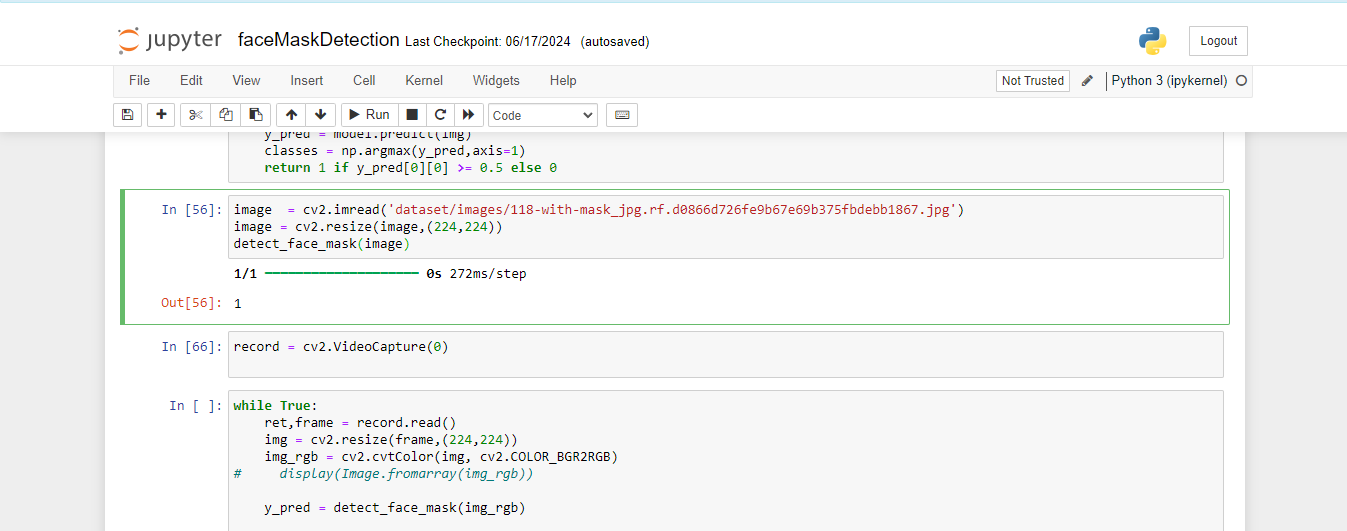 jupyter faceMaskDetection Last Checkpoint: 06/17/2024 (autosaved) Logout
File Edit View Insert Cell Kernel Widgets Help Not Trusted Python 3 (ipykernel)
Run Code
    y_pred = model.predict(img)
    classes = np.argmax(y_pred,axis=1)
    return 1 if y_pred[0][0] >= 0.5 else 0
In [56]: image  = cv2.imread('dataset/images/118-with-mask_jpg.rf.d0866d726fe9b67e69b375fbdebb1867.jpg')
image = cv2.resize(image,(224,224))
detect_face_mask(image)
1/1 ━━━━━━━━━━━━━━━━━━━━ 0s 272ms/step
Out[56]: 1
In [66]: record = cv2.VideoCapture(0)
In [ ]: while True:
    ret,frame = record.read()
    img = cv2.resize(frame,(224,224))
    img_rgb = cv2.cvtColor(img, cv2.COLOR_BGR2RGB)
#     display(Image.fromarray(img_rgb))
    y_pred = detect_face_mask(img_rgb)